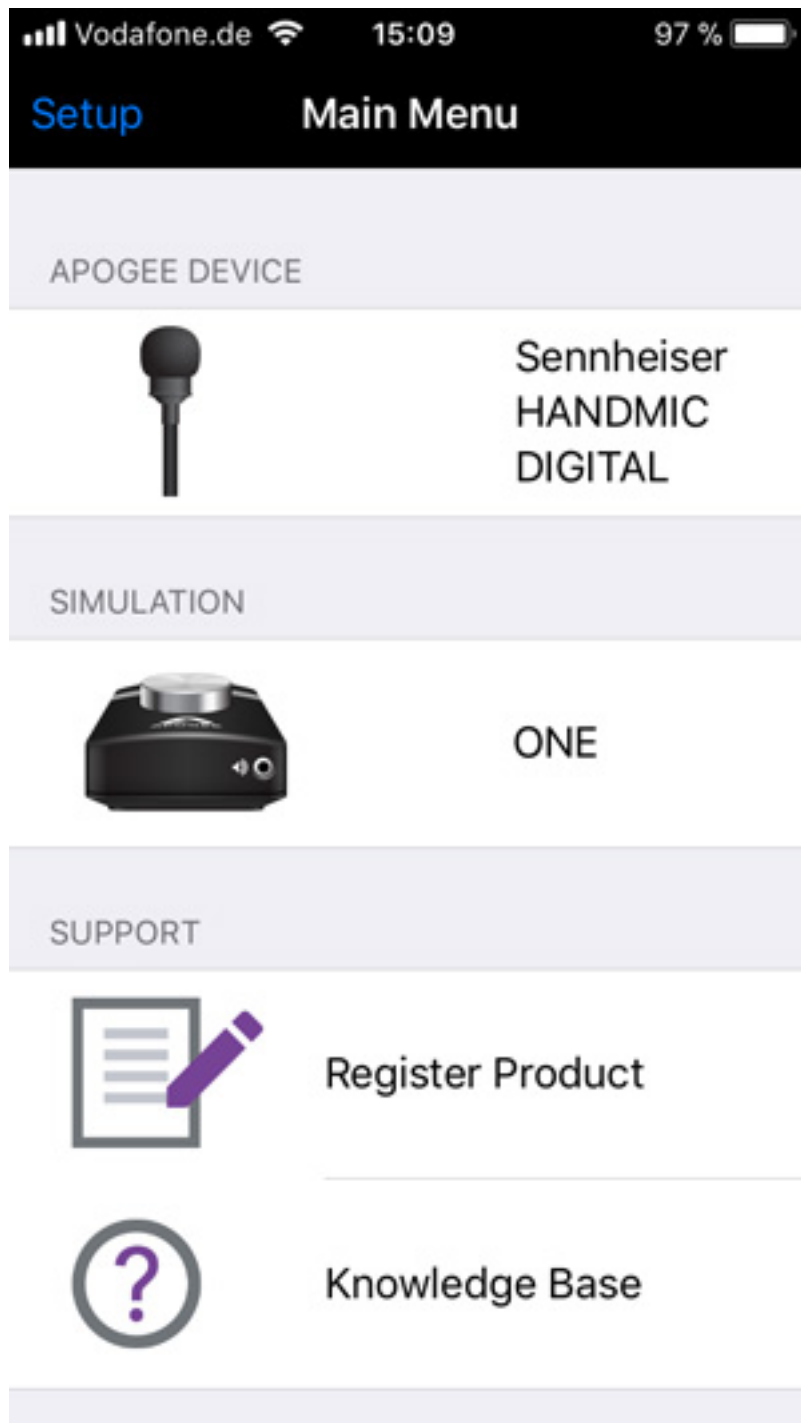 Vodafone.de 15:09 97 %
Setup Main Menu
APOGEE DEVICE
Sennheiser
HANDMIC
DIGITAL
SIMULATION
ONE
SUPPORT
Register Product
? Knowledge Base